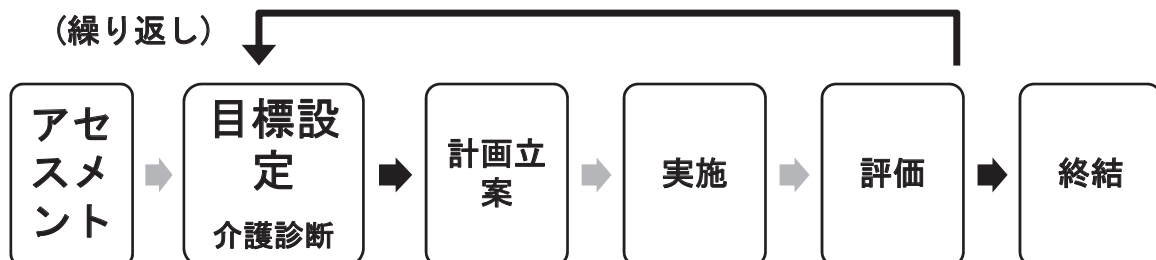 (繰り返し)
アセ
スメ
ント
目標設
定
介護診断
計画立
案
実施
評価
終結